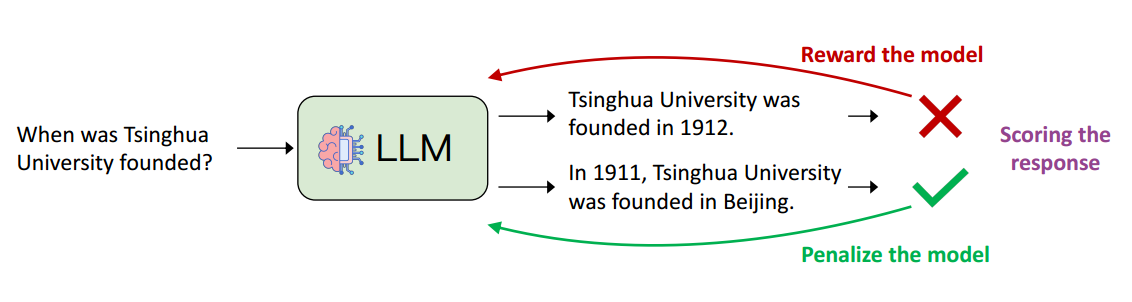 When was Tsinghua
University founded?
LLM
Reward the model
Tsinghua University was
founded in 1912.
In 1911, Tsinghua University
was founded in Beijing.
Scoring the
response
Penalize the model